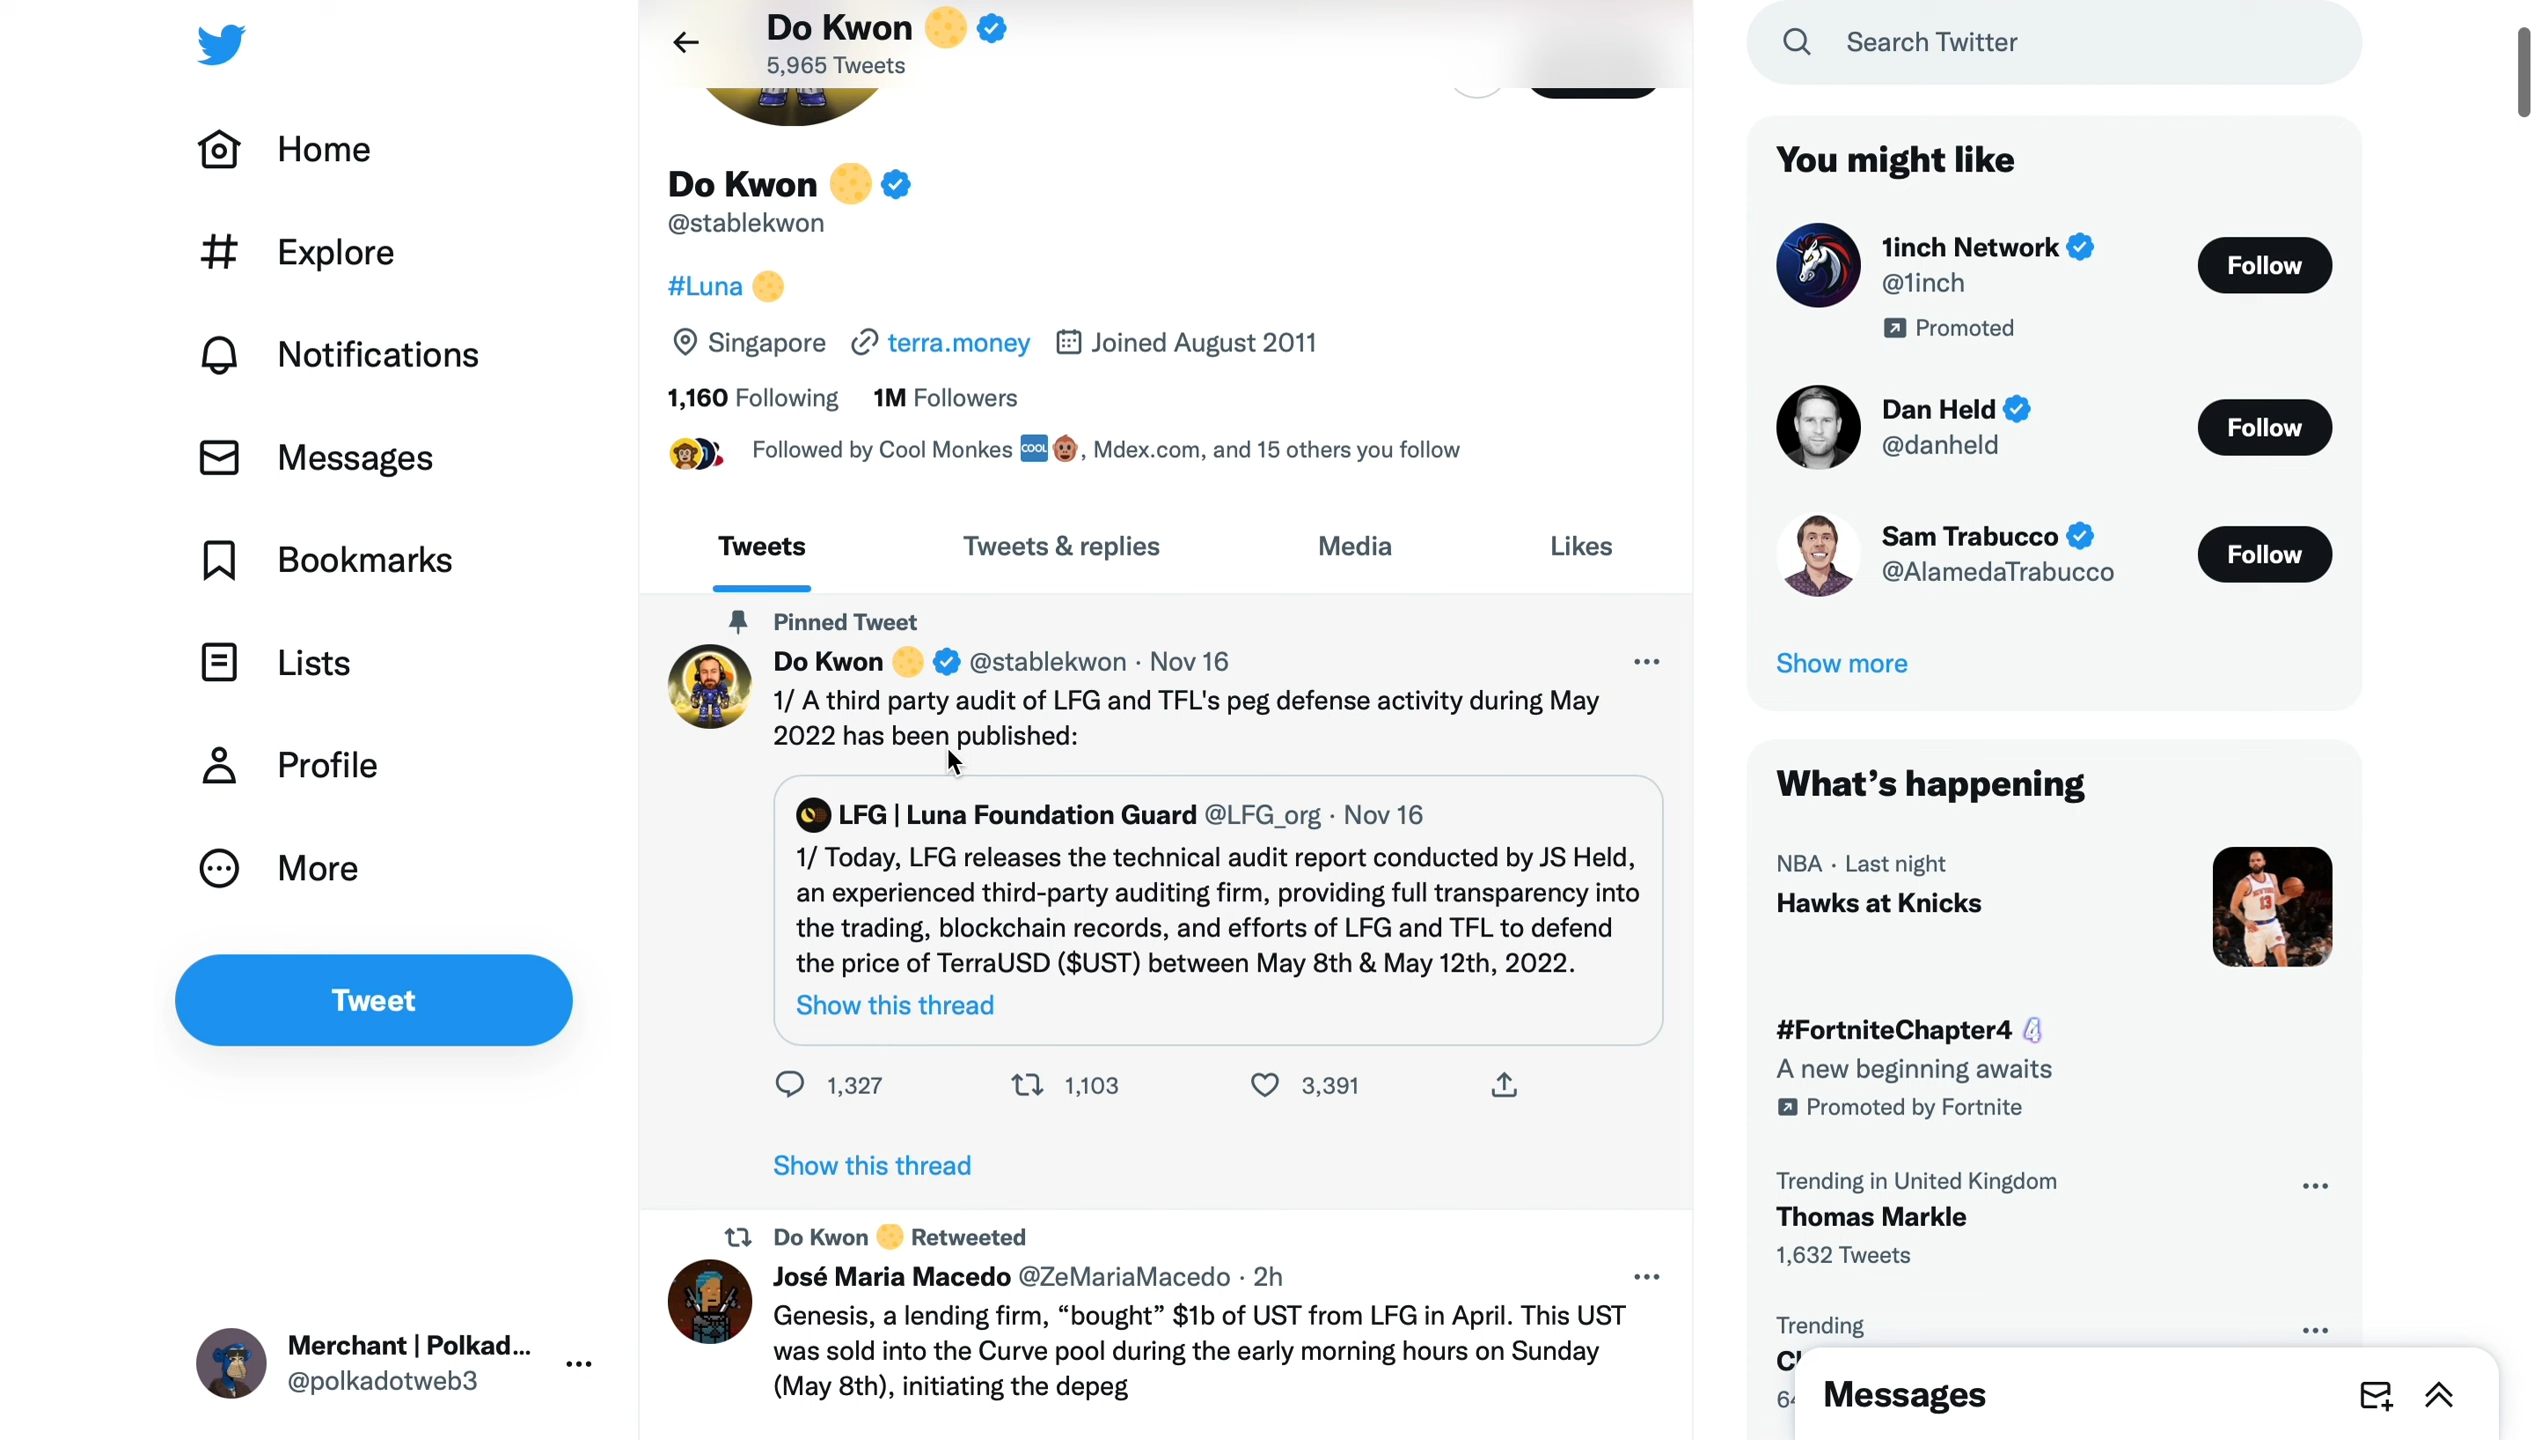 Home
Explore
Notifications
Messages
Bookmarks
Lists
Profile
More
Tweet
Merchant | Polkad...
@polkadotweb3
Do Kwon
5,965 Tweets
Do Kwon
@stablekwon
#Luna
Singapore terra.money Joined August 2011
1,160 Following 1M Followers
Followed by Cool Monkes COOL, Mdex.com, and 15 others you follow
Tweets Tweets & replies Media Likes
Pinned Tweet
Do Kwon @stablekwon · Nov 16
1/ A third party audit of LFG and TFL's peg defense activity during May
2022 has been published:
LFG | Luna Foundation Guard @LFG_org · Nov 16
1/ Today, LFG releases the technical audit report conducted by JS Held,
an experienced third-party auditing firm, providing full transparency into
the trading, blockchain records, and efforts of LFG and TFL to defend
the price of TerraUSD ($UST) between May 8th & May 12th, 2022.
Show this thread
1,327 1,103 3,391
Show this thread
Do Kwon Retweeted
José Maria Macedo @ZeMariaMacedo · 2h
Genesis, a lending firm, “bought” $1b of UST from LFG in April. This UST
was sold into the Curve pool during the early morning hours on Sunday
(May 8th), initiating the depeg
Search Twitter
You might like
1inch Network
@1inch
Follow
Promoted
Dan Held
@danheld
Follow
Sam Trabucco
@AlamedaTrabucco
Follow
Show more
What’s happening
NBA · Last night
Hawks at Knicks
#FortniteChapter4
A new beginning awaits
Promoted by Fortnite
Trending in United Kingdom
Thomas Markle
1,632 Tweets
Trending
Messages